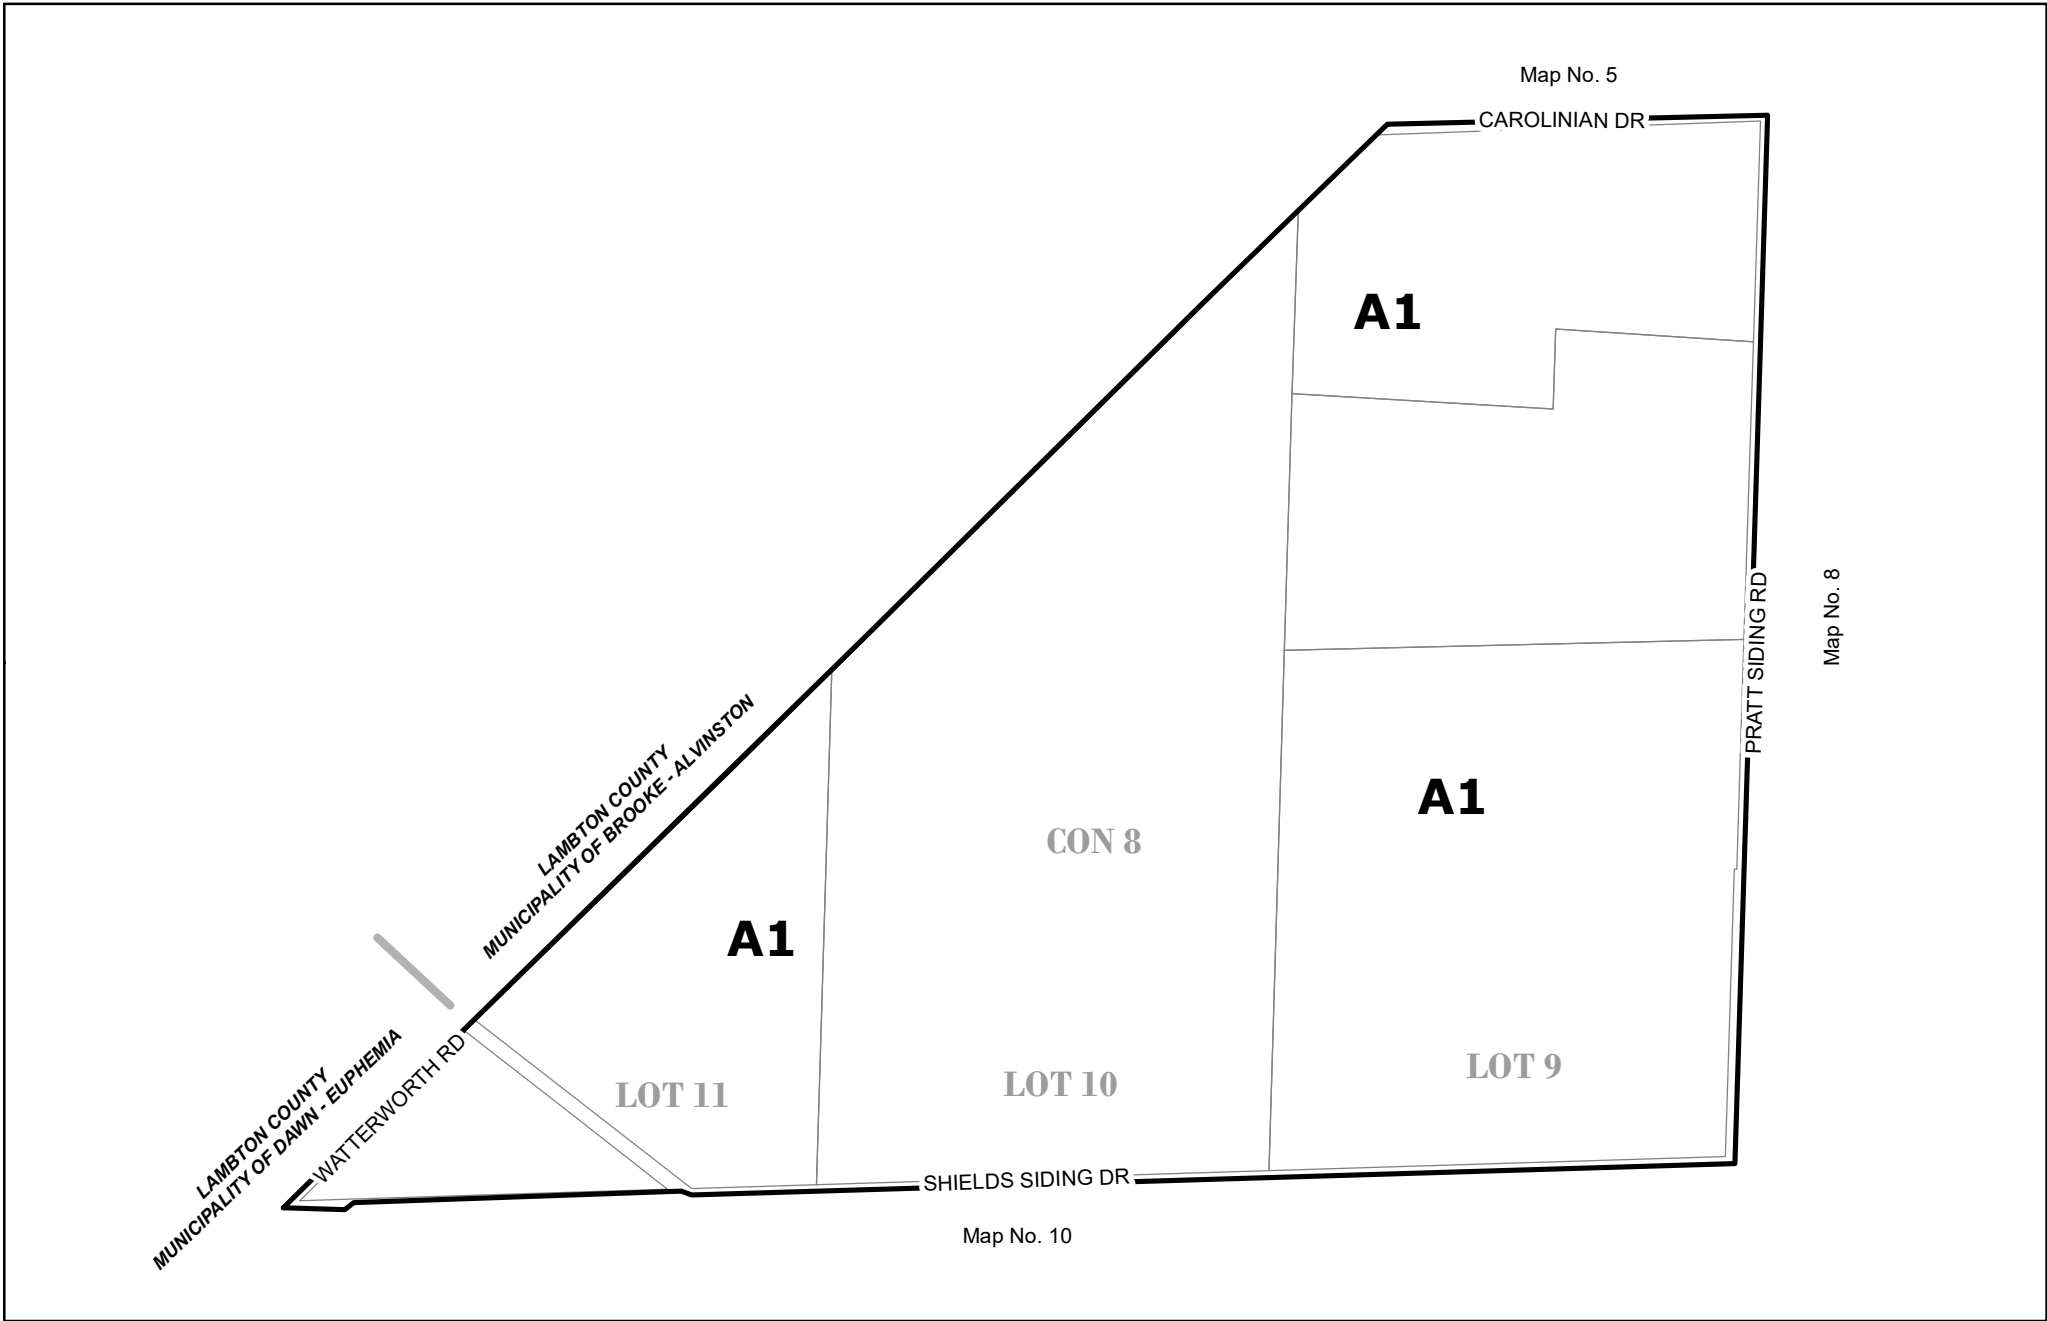 Map No. 5
CAROLINIAN DR
A1
PRATT SIDING RD
Map No. 8
LAMBTON COUNTY
MUNICIPALITY OF BROOKE - ALVINSTON
A1
CON 8
A1
LAMBTON COUNTY
MUNICIPALITY OF DAWN - EUPHEMIA
WATTERWORTH RD
LOT 11
LOT 10
LOT 9
SHIELDS SIDING DR
Map No. 10